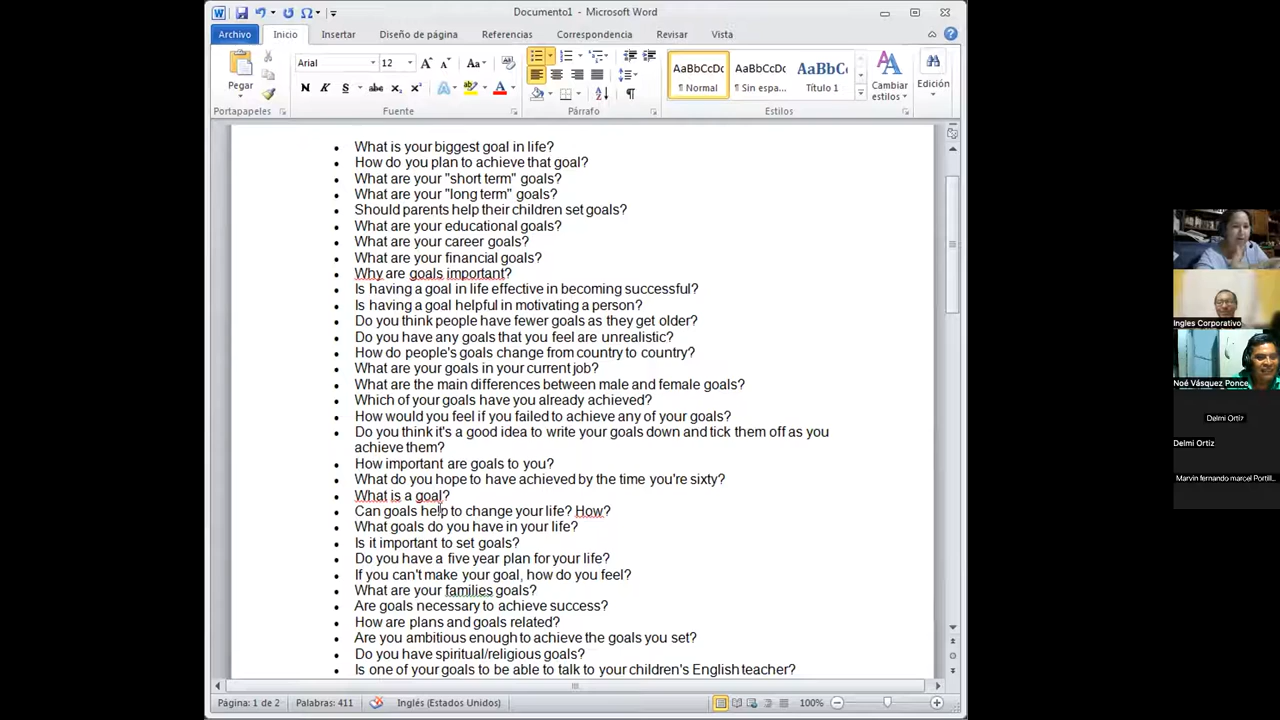 Documento1 - Microsoft Word
Archivo Inicio Insertar Diseño de página Referencias Correspondencia Revisar Vista
Pegar
Arial 12
N K S abc x₂ x²
AaBbCcDc AaBbCcDc AaBbC
¶ Normal ¶ Sin espa... Título 1
Cambiar estilos
Edición
Portapapeles Fuente Párrafo Estilos
• What is your biggest goal in life?
• How do you plan to achieve that goal?
• What are your "short term" goals?
• What are your "long term" goals?
• Should parents help their children set goals?
• What are your educational goals?
• What are your career goals?
• What are your financial goals?
• Why are goals important?
• Is having a goal in life effective in becoming successful?
• Is having a goal helpful in motivating a person?
• Do you think people have fewer goals as they get older?
• Do you have any goals that you feel are unrealistic?
• How do people's goals change from country to country?
• What are your goals in your current job?
• What are the main differences between male and female goals?
• Which of your goals have you already achieved?
• How would you feel if you failed to achieve any of your goals?
• Do you think it's a good idea to write your goals down and tick them off as you
achieve them?
• How important are goals to you?
• What do you hope to have achieved by the time you're sixty?
• What is a goal?
• Can goals help to change your life? How?
• What goals do you have in your life?
• Is it important to set goals?
• Do you have a five year plan for your life?
• If you can't make your goal, how do you feel?
• What are your families goals?
• Are goals necessary to achieve success?
• How are plans and goals related?
• Are you ambitious enough to achieve the goals you set?
• Do you have spiritual/religious goals?
• Is one of your goals to be able to talk to your children's English teacher?
Página: 1 de 2 Palabras: 411 Inglés (Estados Unidos) 100%
Ingles Corporativo
Noé Vásquez Ponce
Delmi Ortiz
Delmi Ortiz
Marvin fernando marcel Portill...